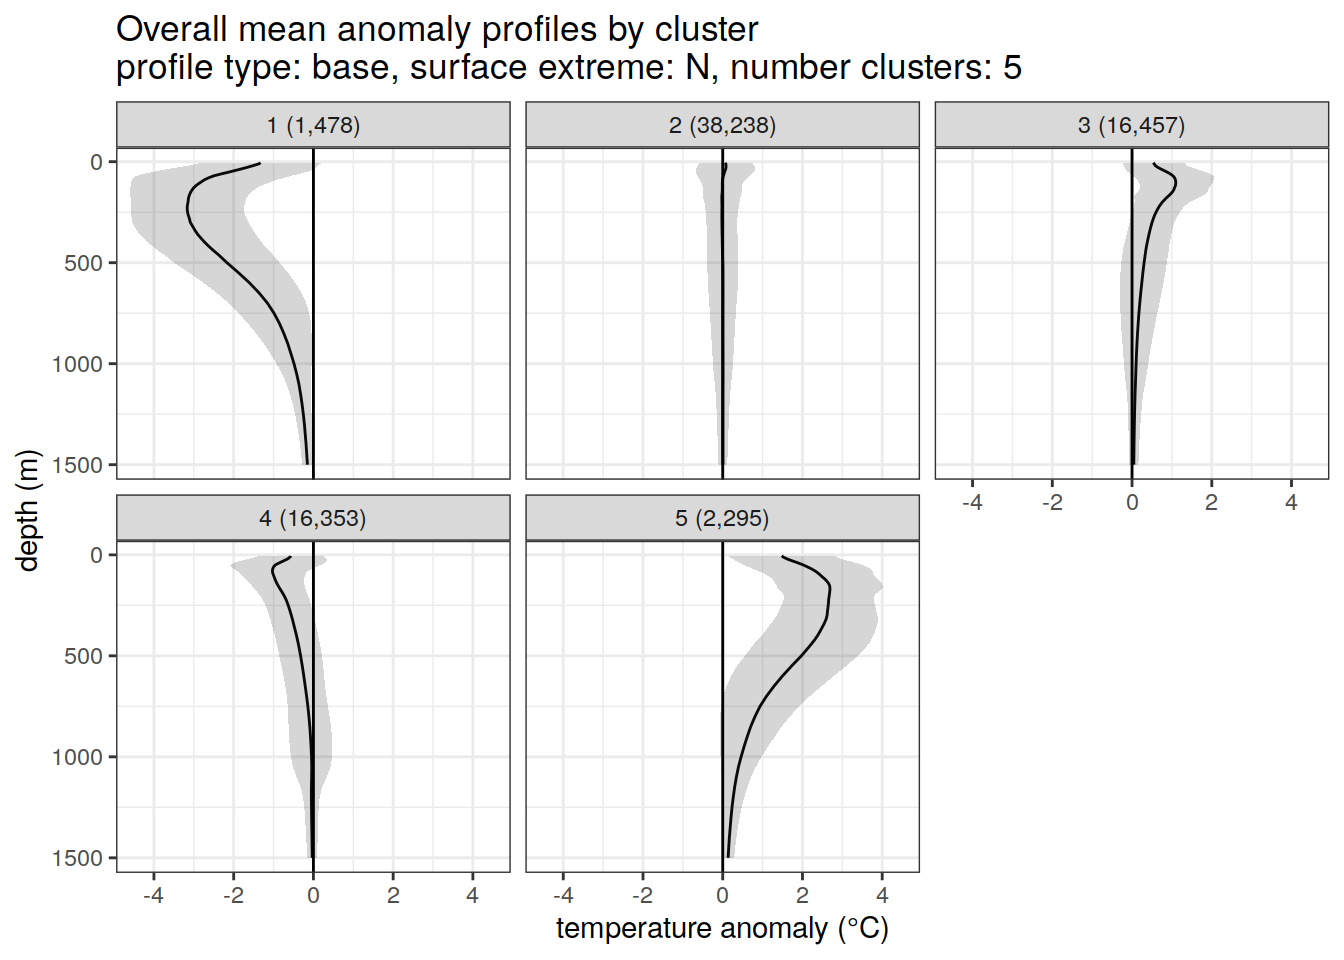 Overall mean anomaly profiles by cluster
profile type: base, surface extreme: N, number clusters: 5
1 (1,478)
2 (38,238)
3 (16,457)
0
500
1000
1500
-4 -2 0 2 4
4 (16,353)
5 (2,295)
0
500
1000
1500
-4 -2 0 2 4
-4 -2 0 2 4
temperature anomaly (°C)
depth (m)